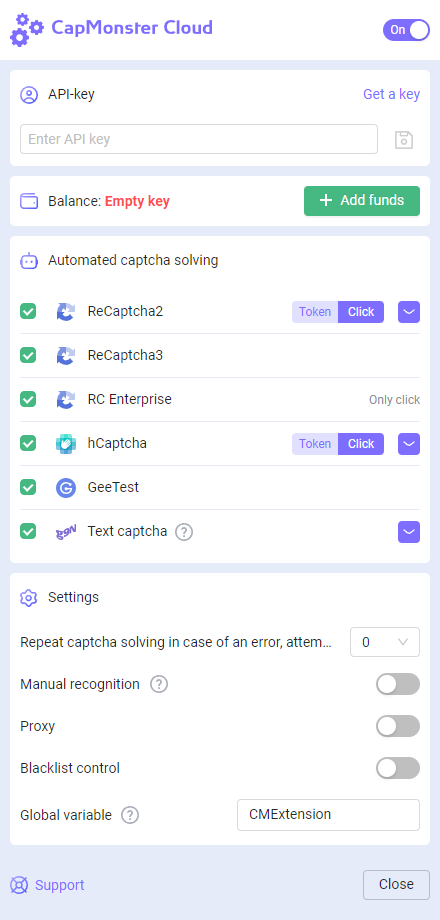 CapMonster Cloud
On
API-key
Get a key
Enter API key
Balance: Empty key
+ Add funds
Automated captcha solving
ReCaptcha2
Token Click
ReCaptcha3
RC Enterprise
Only click
hCaptcha
Token Click
GeeTest
Text captcha ?
Settings
Repeat captcha solving in case of an error, attem...
0
Manual recognition ?
Proxy
Blacklist control
Global variable ?
CMExtension
Support
Close